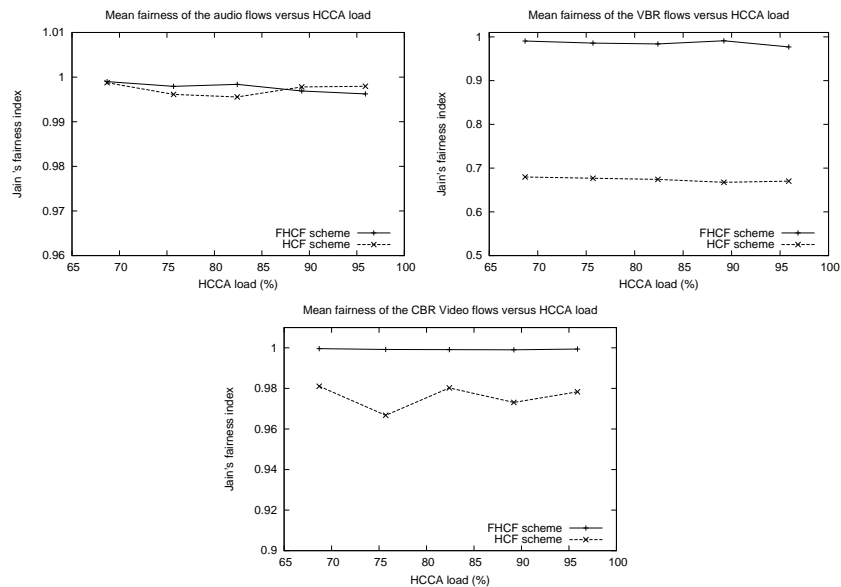 Mean fairness of the audio flows versus HCCA load
1.01
1
0.99
0.98
0.97
0.96
Jain 's fairness index
FHCF scheme
HCF scheme
65 70 75 80 85 90 95 100
HCCA load (%)
Mean fairness of the VBR flows versus HCCA load
1
0.9
0.8
0.7
0.6
0.5
Jain's fairness index
FHCF scheme
HCF scheme
65 70 75 80 85 90 95 100
HCCA load (%)
Mean fairness of the CBR Video flows versus HCCA load
1
0.98
0.96
0.94
0.92
0.9
Jain's fairness index
FHCF scheme
HCF scheme
65 70 75 80 85 90 95 100
HCCA load (%)